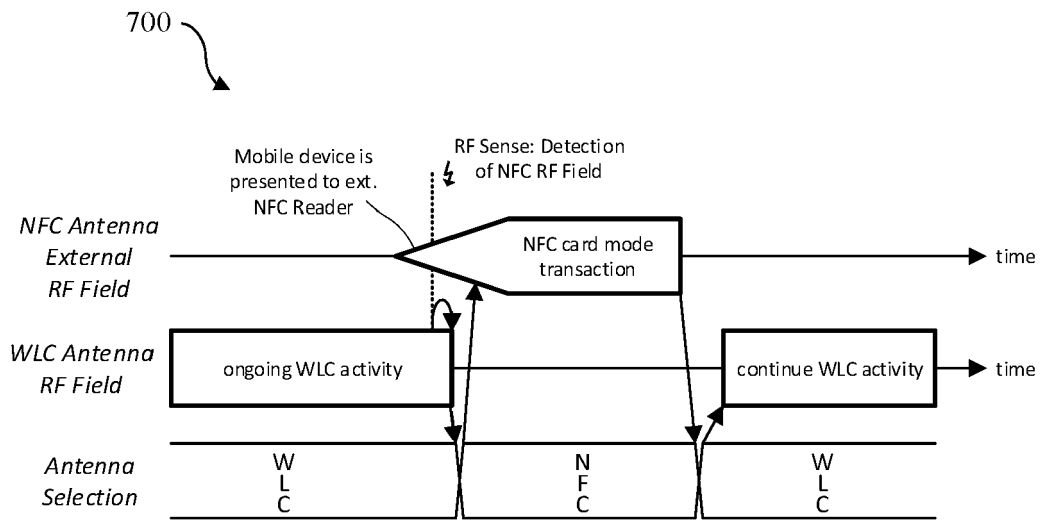 700
RF Sense: Detection
of NFC RF Field
Mobile device is
presented to ext.
NFC Reader
NFC Antenna
External
RF Field
NFC card mode
transaction
time
WLC Antenna
RF Field
ongoing WLC activity
continue WLC activity
time
Antenna
Selection
W
L
C
N
F
C
W
L
C